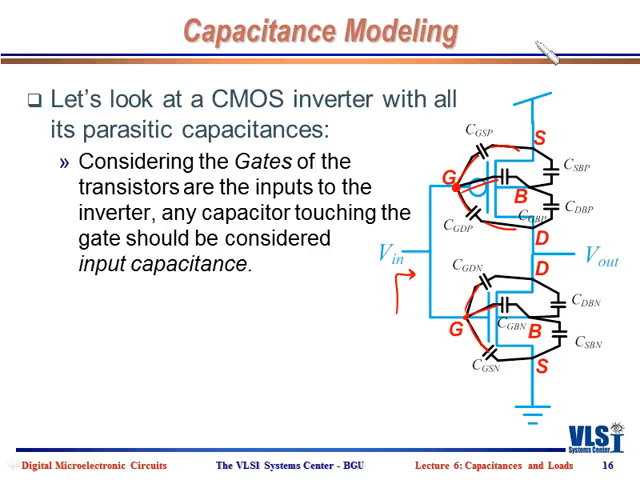 Capacitance Modeling
Let's look at a CMOS inverter with all
its parasitic capacitances:
» Considering the Gates of the
transistors are the inputs to the
inverter, any capacitor touching the
gate should be considered
input capacitance.
C_GSP
S
C_SBP
G
B
C_GBP
C_DBP
C_GDP
D
V_in
V_out
C_GDN
D
C_DBN
G
C_GBN
B
C_SBN
C_GSN
S
VLSI
Systems Center
Digital Microelectronic Circuits
The VLSI Systems Center - BGU
Lecture 6: Capacitances and Loads
16